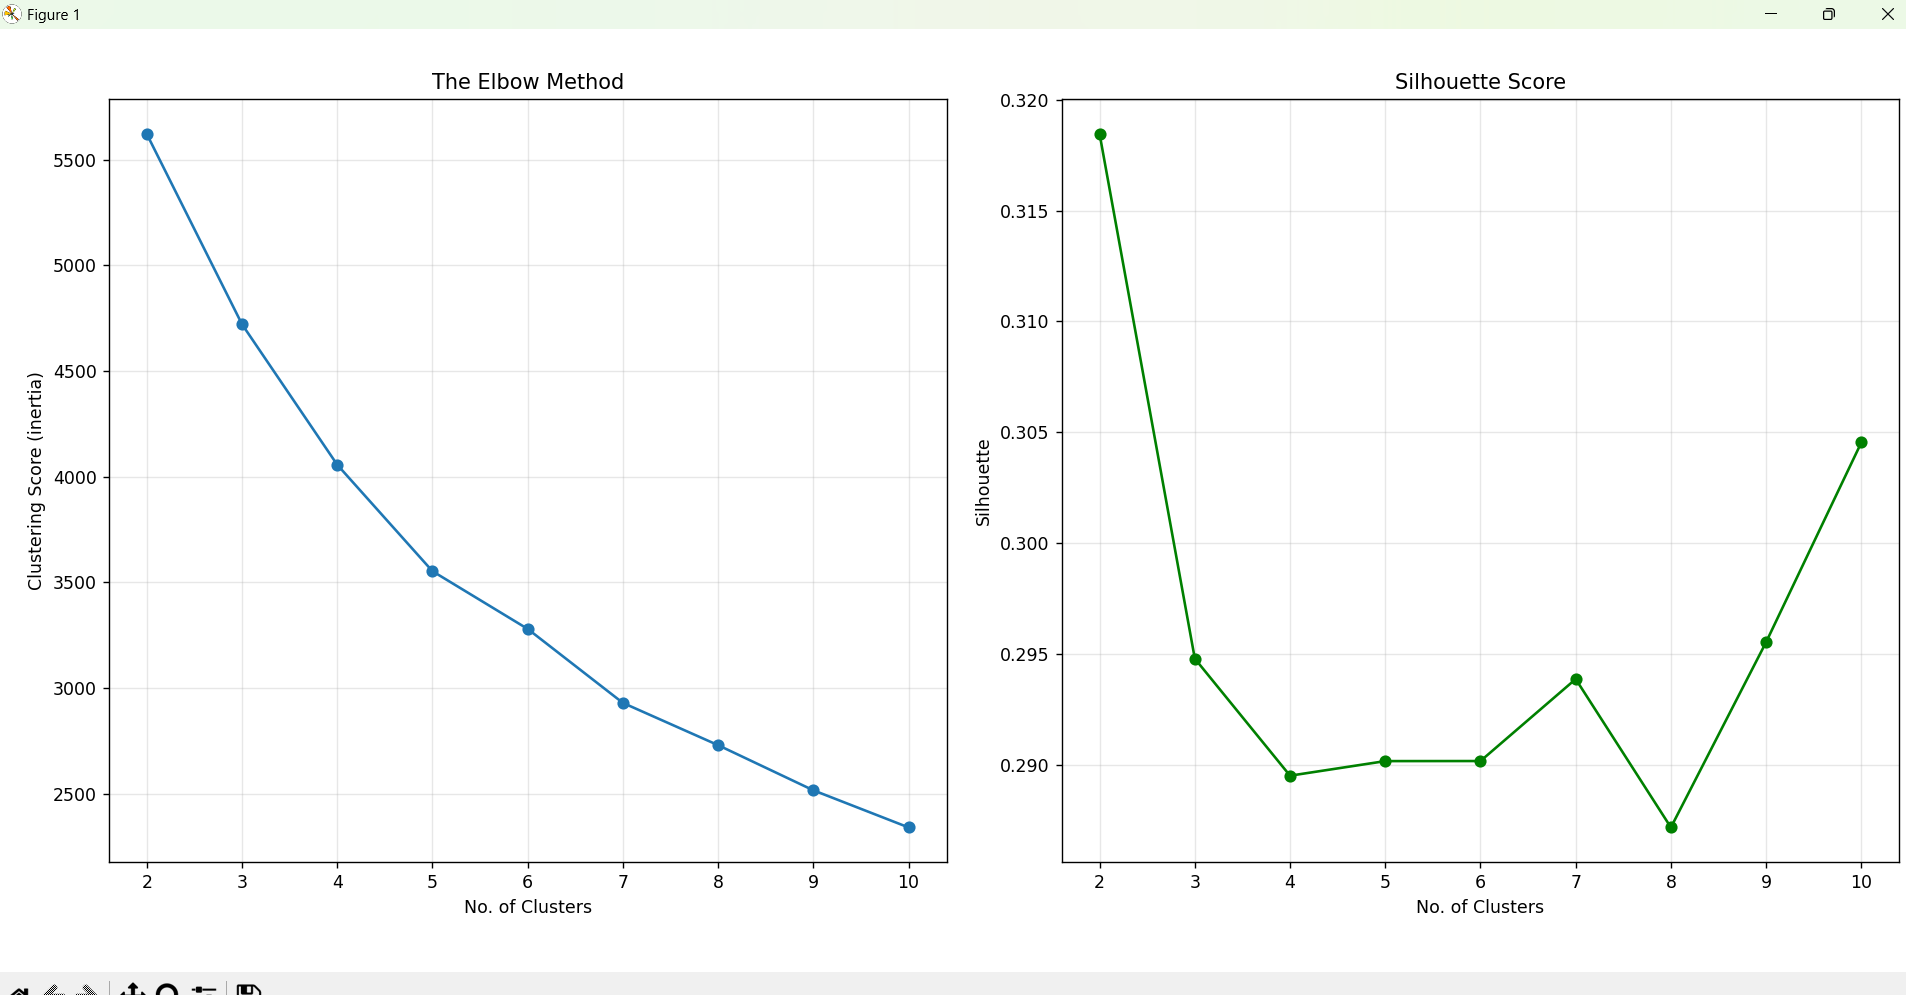 Figure 1
The Elbow Method
5500
5000
4500
4000
3500
3000
2500
Clustering Score (inertia)
2 3 4 5 6 7 8 9 10
No. of Clusters
Silhouette Score
0.320
0.315
0.310
0.305
0.300
0.295
0.290
Silhouette
2 3 4 5 6 7 8 9 10
No. of Clusters